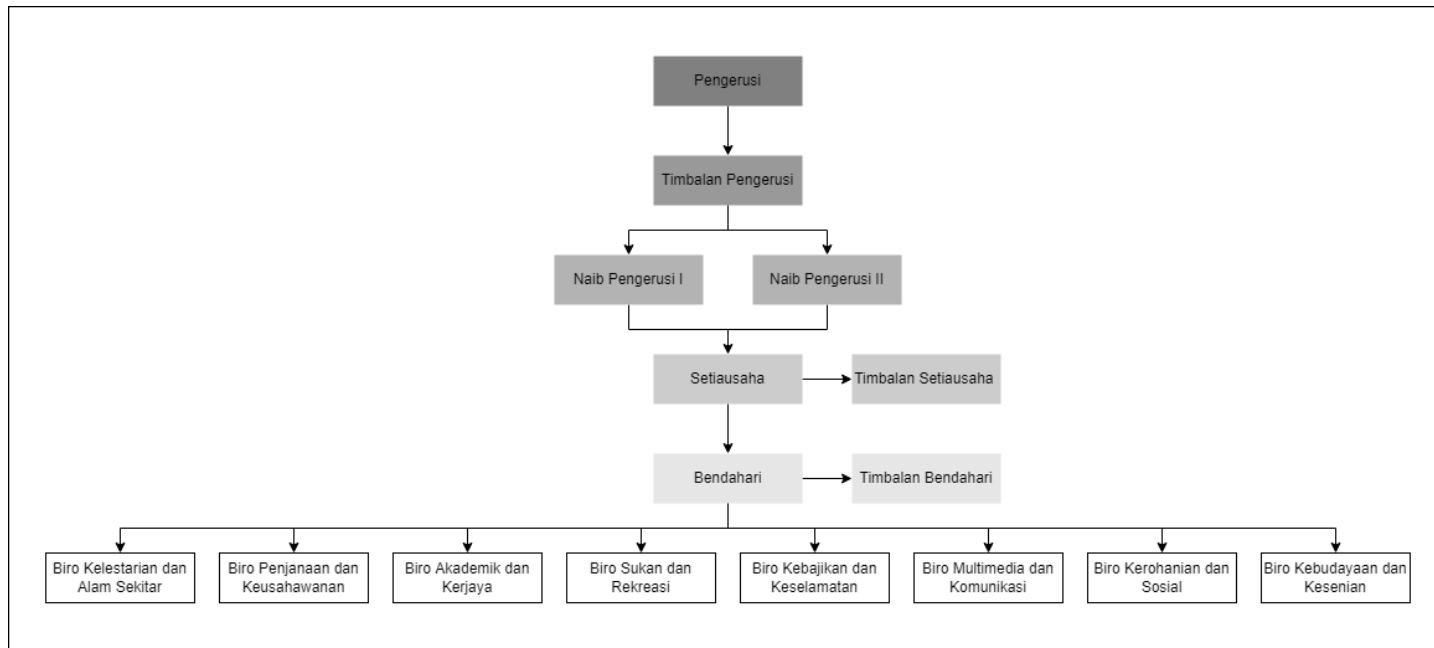 Pengerusi
Timbalan Pengerusi
Naib Pengerusi I
Naib Pengerusi II
Setiausaha
Timbalan Setiausaha
Bendahari
Timbalan Bendahari
Biro Kelestarian dan
Alam Sekitar
Biro Penjanaan dan
Keusahawanan
Biro Akademik dan
Kerjaya
Biro Sukan dan
Rekreasi
Biro Kebajikan dan
Keselamatan
Biro Multimedia dan
Komunikasi
Biro Kerohanian dan
Sosial
Biro Kebudayaan dan
Kesenian